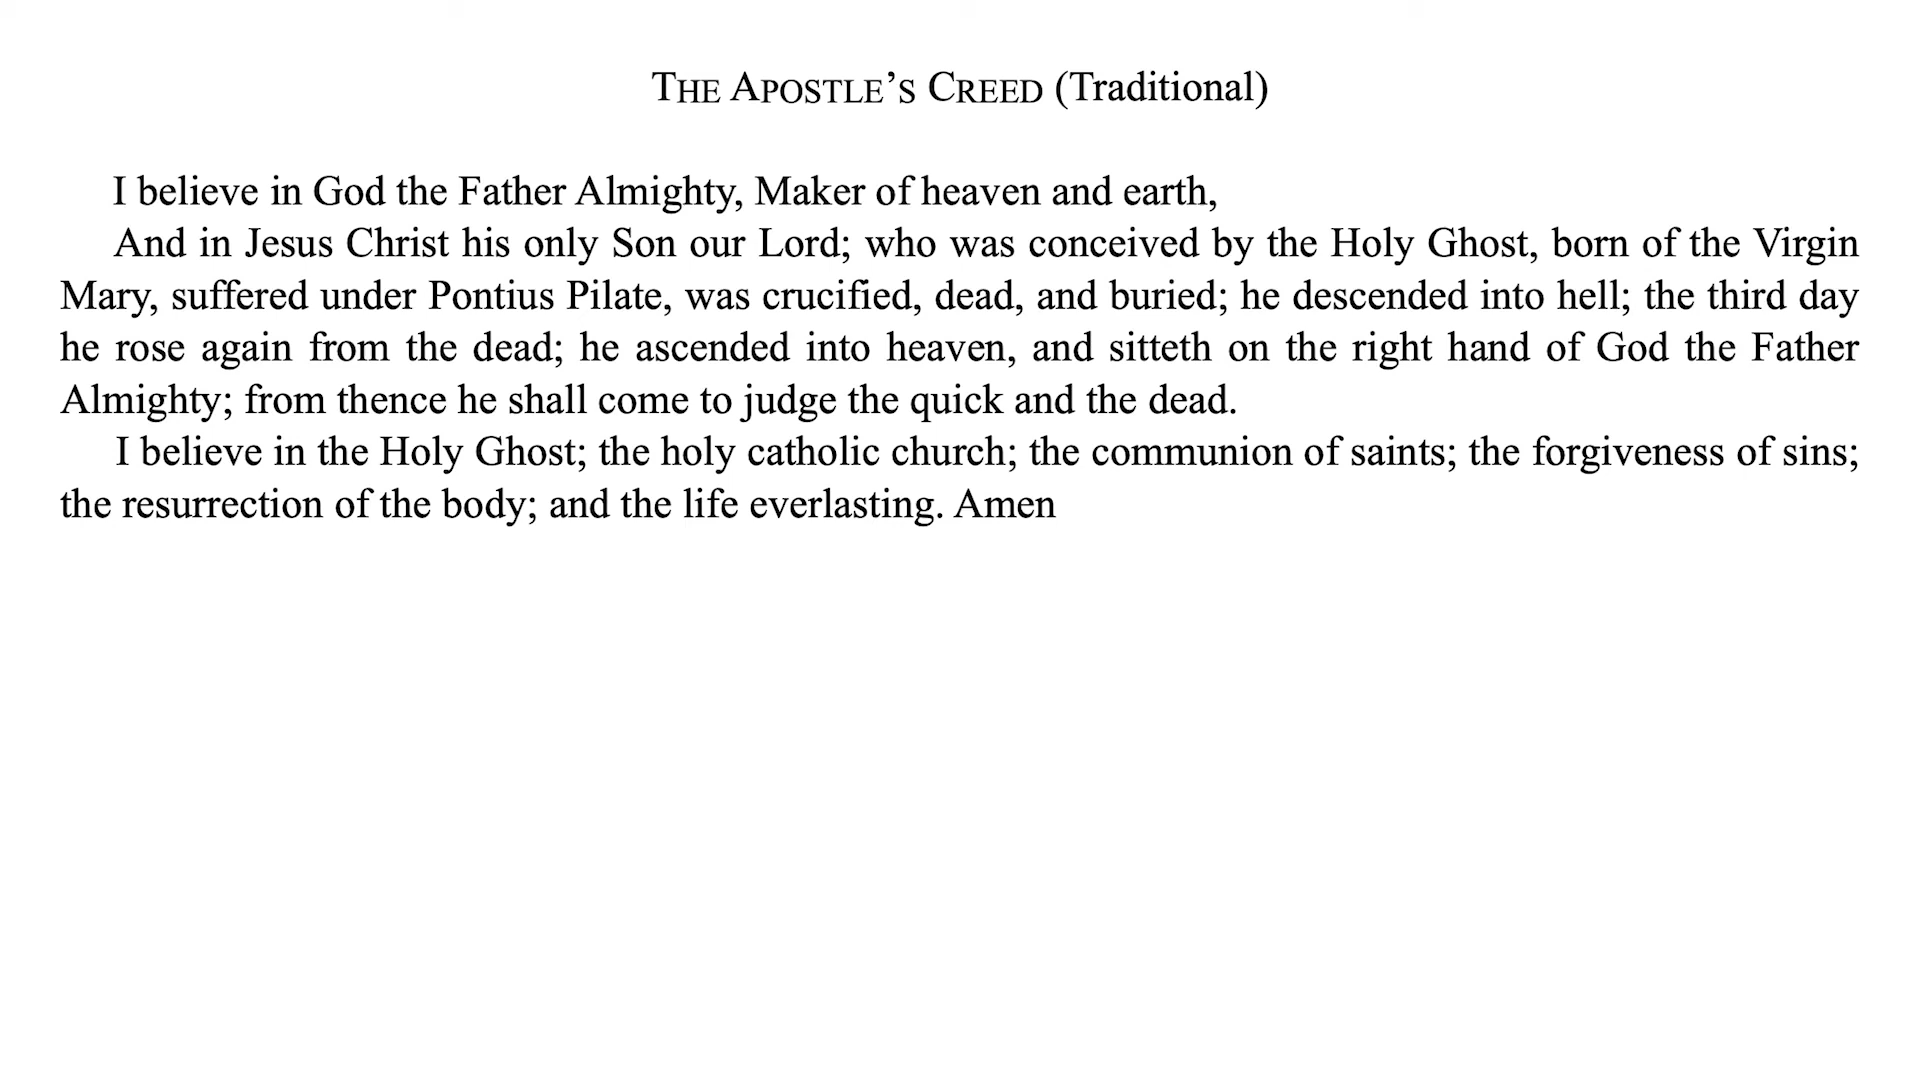 THE APOSTLE’S CREED (Traditional)
I believe in God the Father Almighty, Maker of heaven and earth,
And in Jesus Christ his only Son our Lord; who was conceived by the Holy Ghost, born of the Virgin
Mary, suffered under Pontius Pilate, was crucified, dead, and buried; he descended into hell; the third day
he rose again from the dead; he ascended into heaven, and sitteth on the right hand of God the Father
Almighty; from thence he shall come to judge the quick and the dead.
I believe in the Holy Ghost; the holy catholic church; the communion of saints; the forgiveness of sins;
the resurrection of the body; and the life everlasting. Amen